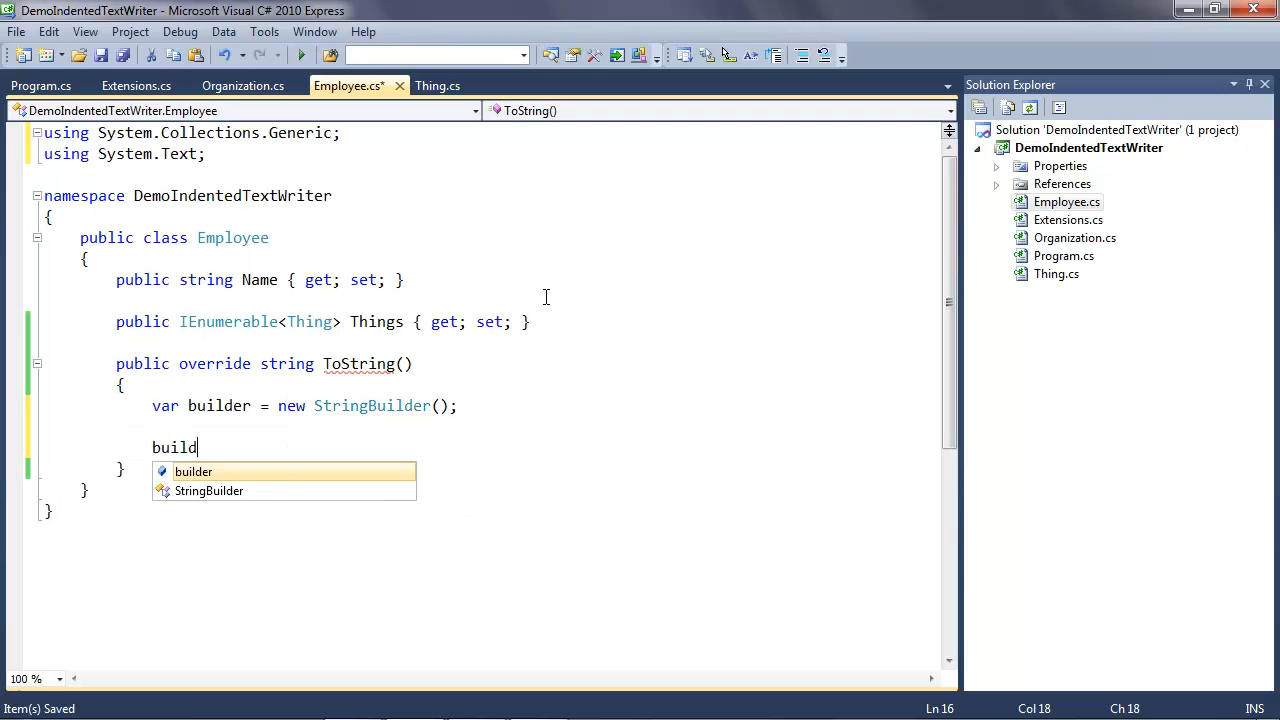 DemoIndentedTextWriter - Microsoft Visual C# 2010 Express
File Edit View Project Debug Data Tools Window Help
Program.cs Extensions.cs Organization.cs Employee.cs* Thing.cs
DemoIndentedTextWriter.Employee ToString()
using System.Collections.Generic;
using System.Text;
namespace DemoIndentedTextWriter
{
public class Employee
{
public string Name { get; set; }
public IEnumerable<Thing> Things { get; set; }
public override string ToString()
{
var builder = new StringBuilder();
build
builder
StringBuilder
}
}
}
100 %
Solution Explorer
Solution 'DemoIndentedTextWriter' (1 project)
DemoIndentedTextWriter
Properties
References
Employee.cs
Extensions.cs
Organization.cs
Program.cs
Thing.cs
Item(s) Saved Ln 16 Col 18 Ch 18 INS